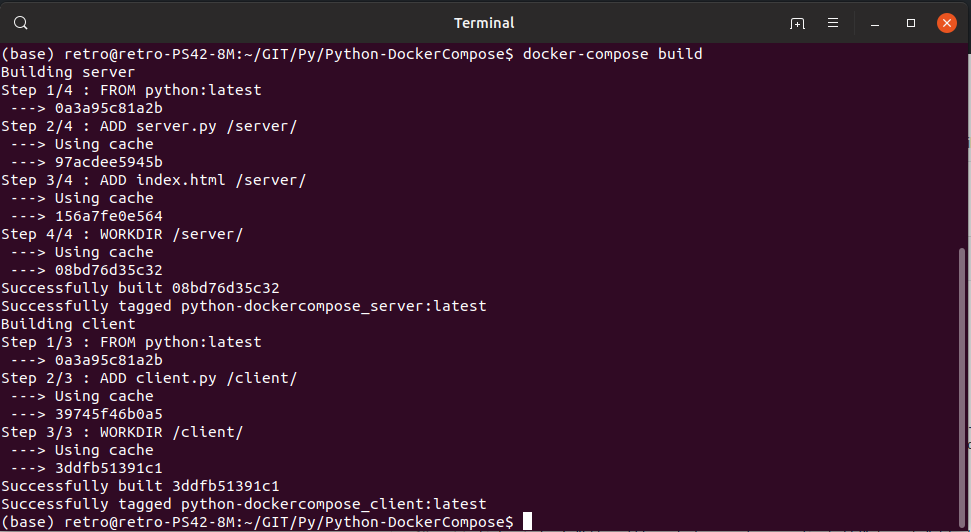 Terminal
(base) retro@retro-PS42-8M:~/GIT/Py/Python-DockerCompose$ docker-compose build
Building server
Step 1/4 : FROM python:latest
 ---> 0a3a95c81a2b
Step 2/4 : ADD server.py /server/
 ---> Using cache
 ---> 97acdee5945b
Step 3/4 : ADD index.html /server/
 ---> Using cache
 ---> 156a7fe0e564
Step 4/4 : WORKDIR /server/
 ---> Using cache
 ---> 08bd76d35c32
Successfully built 08bd76d35c32
Successfully tagged python-dockercompose_server:latest
Building client
Step 1/3 : FROM python:latest
 ---> 0a3a95c81a2b
Step 2/3 : ADD client.py /client/
 ---> Using cache
 ---> 39745f46b0a5
Step 3/3 : WORKDIR /client/
 ---> Using cache
 ---> 3ddfb51391c1
Successfully built 3ddfb51391c1
Successfully tagged python-dockercompose_client:latest
(base) retro@retro-PS42-8M:~/GIT/Py/Python-DockerCompose$